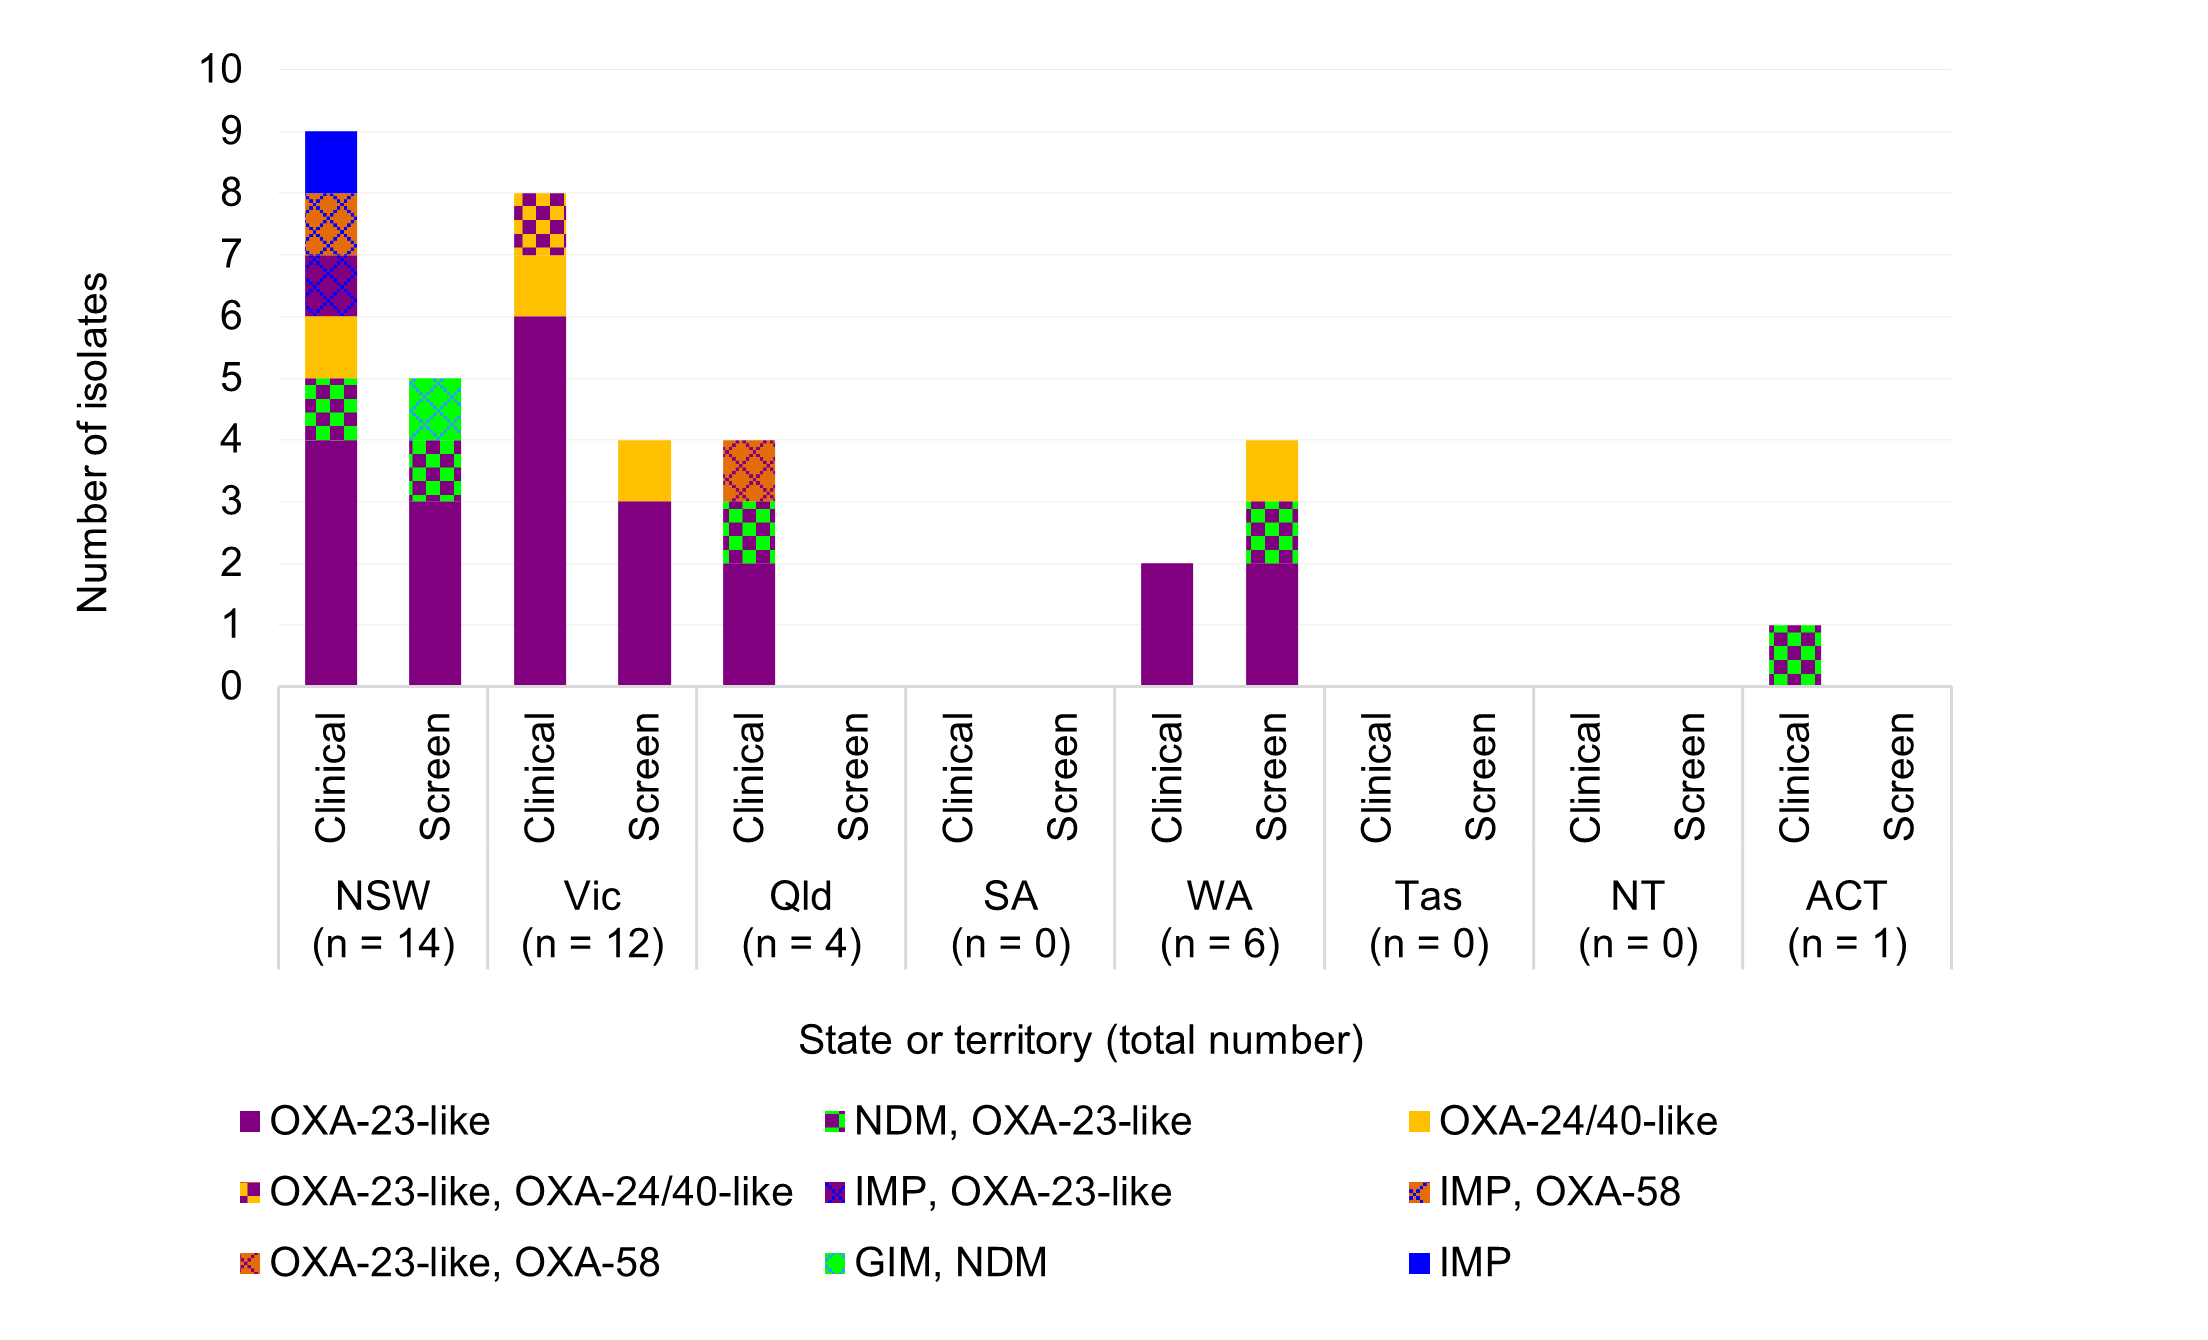 10
9
8
7
6
5
4
3
2
1
0
Number of isolates
Clinical
Screen
Clinical
Screen
Clinical
Screen
Clinical
Screen
Clinical
Screen
Clinical
Screen
Clinical
Screen
Clinical
Screen
NSW
(n = 14)
Vic
(n = 12)
Qld
(n = 4)
SA
(n = 0)
WA
(n = 6)
Tas
(n = 0)
NT
(n = 0)
ACT
(n = 1)
State or territory (total number)
OXA-23-like
NDM, OXA-23-like
OXA-24/40-like
OXA-23-like, OXA-24/40-like
IMP, OXA-23-like
IMP, OXA-58
OXA-23-like, OXA-58
GIM, NDM
IMP